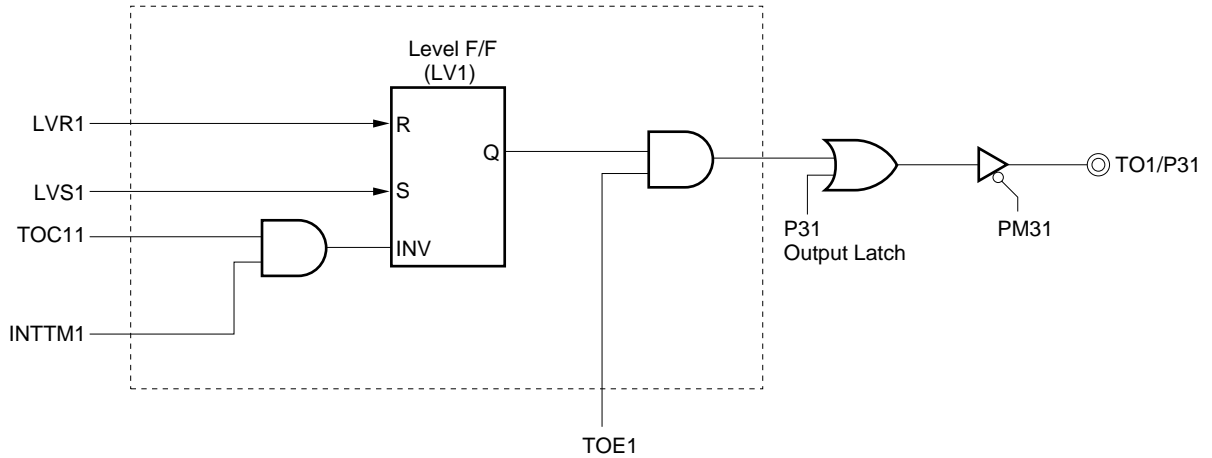 Level F/F
(LV1)
LVR1
R
Q
TO1/P31
LVS1
S
TOC11
P31
Output Latch
PM31
INV
INTTM1
TOE1